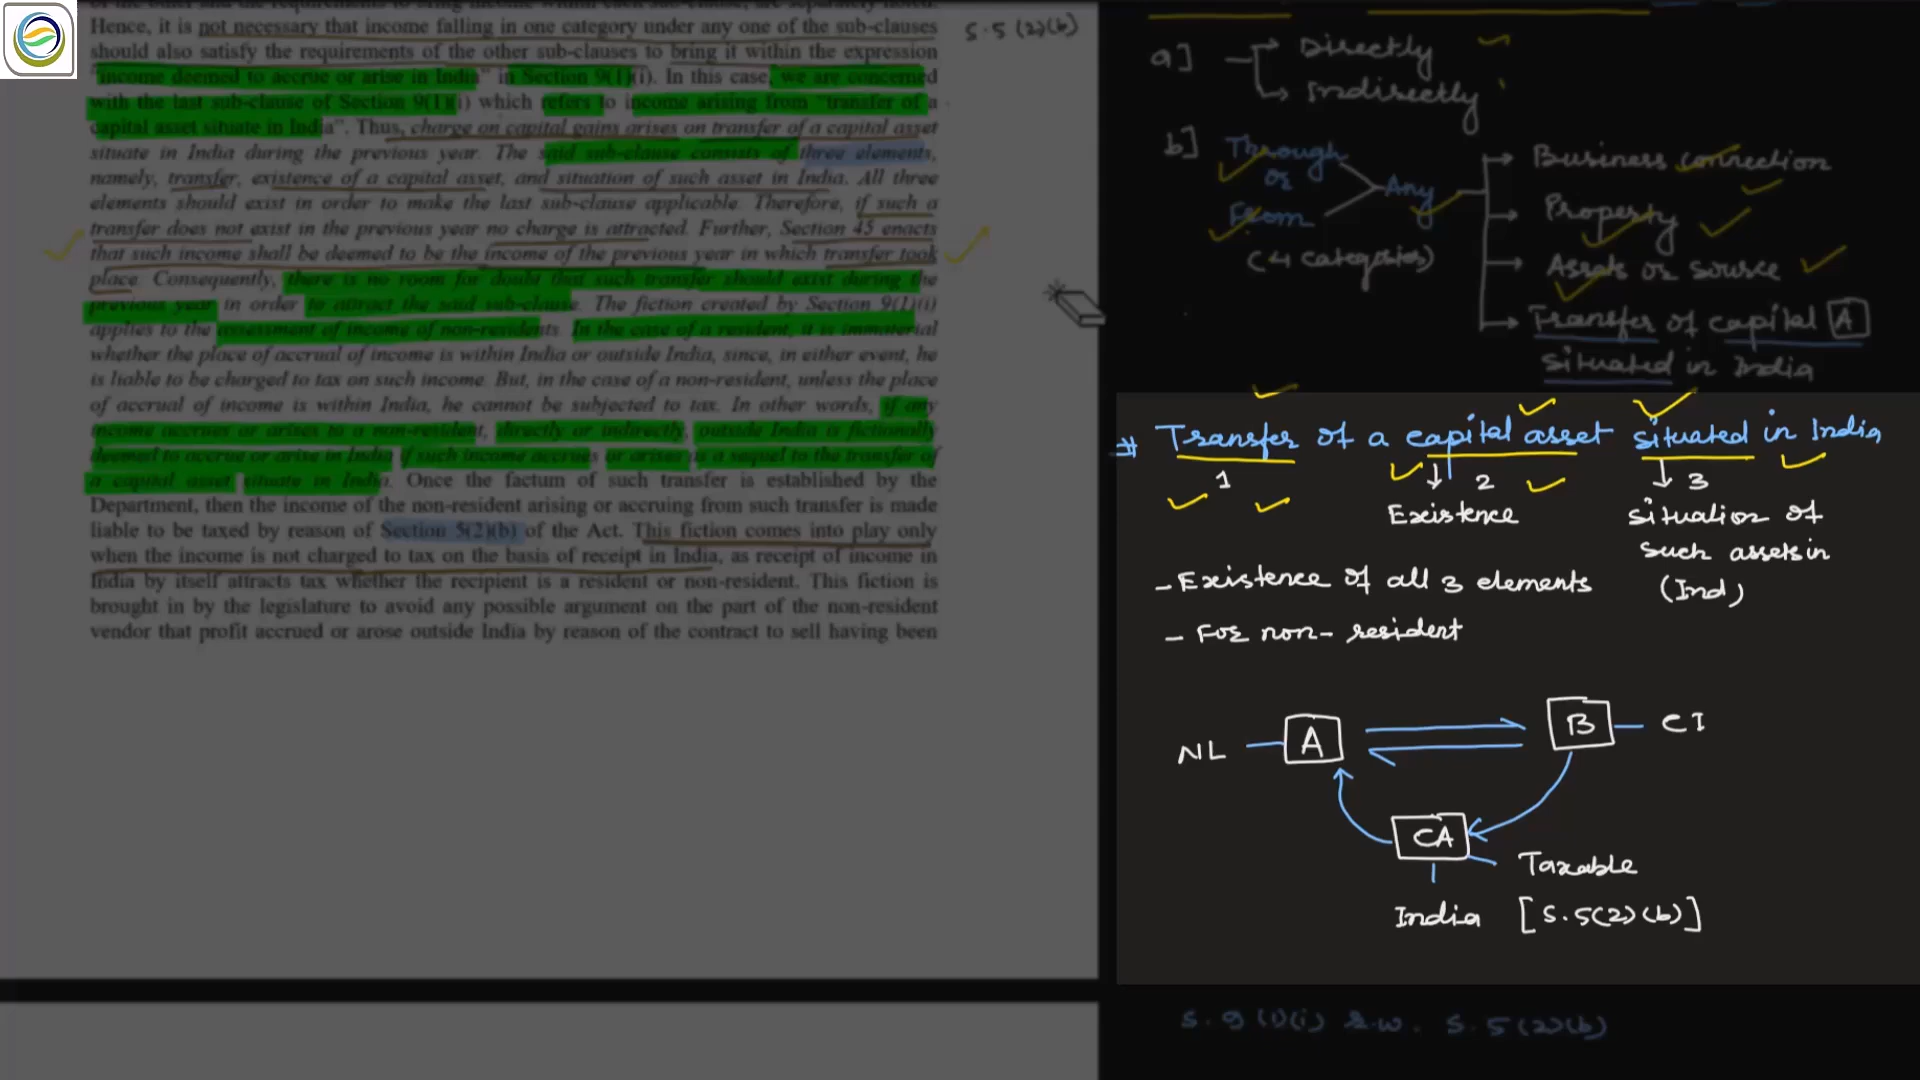 Hence, it is not necessary that income falling in one category under any one of the sub-clauses
should also satisfy the requirements of the other sub-clauses to bring it within the expression
"income deemed to accrue or arise in India" in Section 9(1)(i). In this case, we are concerned
with the last sub-clause of Section 9(1)(i) which refers to income arising from "transfer of a
capital asset situate in India". Thus, charge on capital gains arises on transfer of a capital asset
situate in India during the previous year. The said sub-clause consists of three elements,
namely, transfer, existence of a capital asset, and situation of such asset in India. All three
elements should exist in order to make the last sub-clause applicable. Therefore, if such a
transfer does not exist in the previous year no charge is attracted. Further, Section 45 enacts
that such income shall be deemed to be the income of the previous year in which transfer took
place. Consequently, there is no room for doubt that such transfer should exist during the
previous year in order to attract the said sub-clause. The fiction created by Section 9(1)(i)
applies to the assessment of income of non-residents. In the case of a resident, it is immaterial
whether the place of accrual of income is within India or outside India, since, in either event, he
is liable to be charged to tax on such income. But, in the case of a non-resident, unless the place
of accrual of income is within India, he cannot be subjected to tax. In other words, if any
income accrues or arises to a non-resident, directly or indirectly, outside India is fictionally
deemed to accrue or arise in India if such income accrues or arises as a sequel to the transfer of
a capital asset situate in India. Once the factum of such transfer is established by the
Department, then the income of the non-resident arising or accruing from such transfer is made
liable to be taxed by reason of Section 5(2)(b) of the Act. This fiction comes into play only
when the income is not charged to tax on the basis of receipt in India, as receipt of income in
India by itself attracts tax whether the recipient is a resident or non-resident. This fiction is
brought in by the legislature to avoid any possible argument on the part of the non-resident
vendor that profit accrued or arose outside India by reason of the contract to sell having been
S.5(2)(b)
a] Directly
Indirectly
b] Through
or
From
(4 categories)
Any
Business connection
Property
Assets or source
Transfer of capital A
situated in India
Transfer of a capital asset situated in India
1 2 3
Existence
situation of
such assets in
(Ind)
- Existence of all 3 elements
- For non-resident
NL A B CI
CA
Taxable
India [S.5(2)(b)]
S.9(1)(i) r.w. S.5(2)(b)